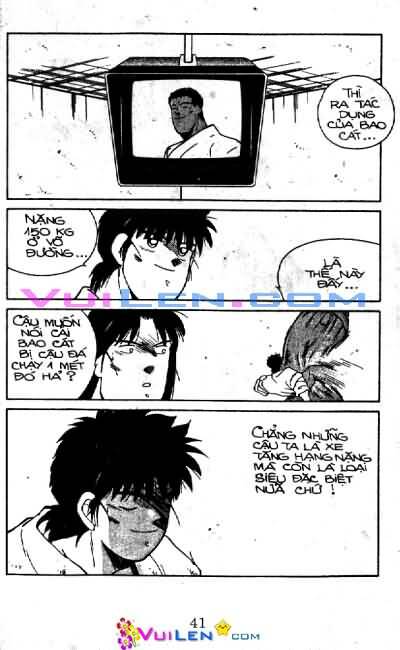 THÌ
RA TÁC
DỤNG
CỦA BAO
CÁT...
NẶNG
150 KG
Ở VÕ
ĐƯỜNG...
LÀ
THẾ NÀY
ĐÂY...
VUILEN.COM
CẬU MUỐN
NÓI CÁI
BAO CÁT
BỊ CẬU ĐÁ
CHẠY 1 MÉT
ĐÓ HẢ?
CHẲNG NHỮNG
CẬU TA LÀ XE
TĂNG HẠNG NẶNG
MÀ CÒN LÀ LOẠI
SIÊU ĐẶC BIỆT
NỮA CHỨ!
41
VUILEN.COM